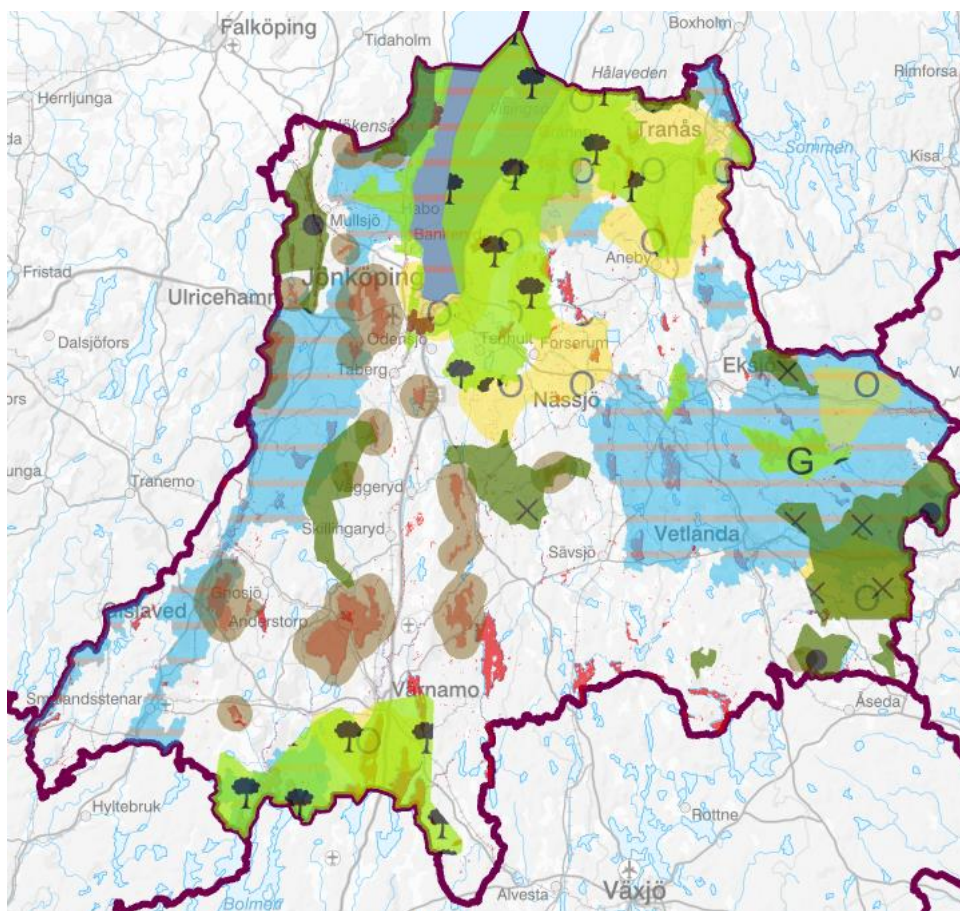 Falköping
Boxholm
Tidaholm
Hålaveden
Rimforsa
Herrljunga
Tranås
Sommen
Kisa
Mullsjö
Habo
Bankeryd
Aneby
Fristad
Jönköping
Ulricehamn
Dalsjöfors
Odensjö
Tenhult
Forserum
Taberg
Eksjö
Nässjö
G
Tranemo
Vaggeryd
Skillingaryd
Vetlanda
Sävsjö
Gnosjö
Gislaved
Anderstorp
Smålandsstenar
Värnamo
Åseda
Hyltebruk
Rottne
Alvesta
Växjö
Bolmen